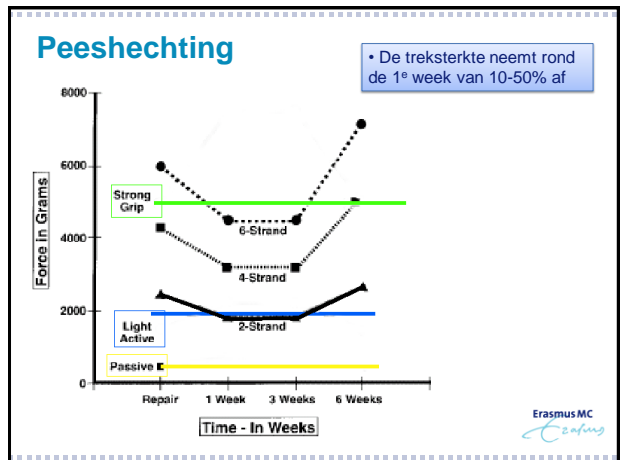 Peeshechting
• De treksterkte neemt rond
de 1e week van 10-50% af
8000
6000
Strong
Grip
6-Strand
4000
4-Strand
2000
Light
Active
2-Strand
Passive
0
Force in Grams
Repair
1 Week
3 Weeks
6 Weeks
Time - In Weeks
Erasmus MC
Erasmus